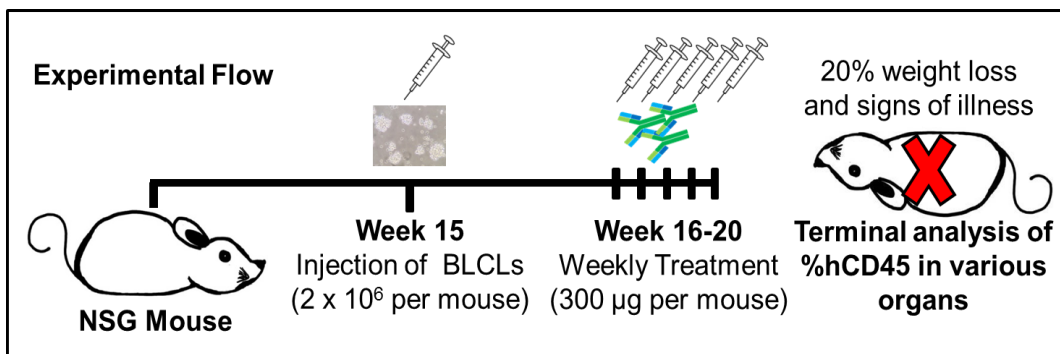 Experimental Flow
NSG Mouse
Week 15
Injection of BLCLs
(2 x 10⁶ per mouse)
Week 16-20
Weekly Treatment
(300 µg per mouse)
20% weight loss
and signs of illness
Terminal analysis of
%hCD45 in various
organs